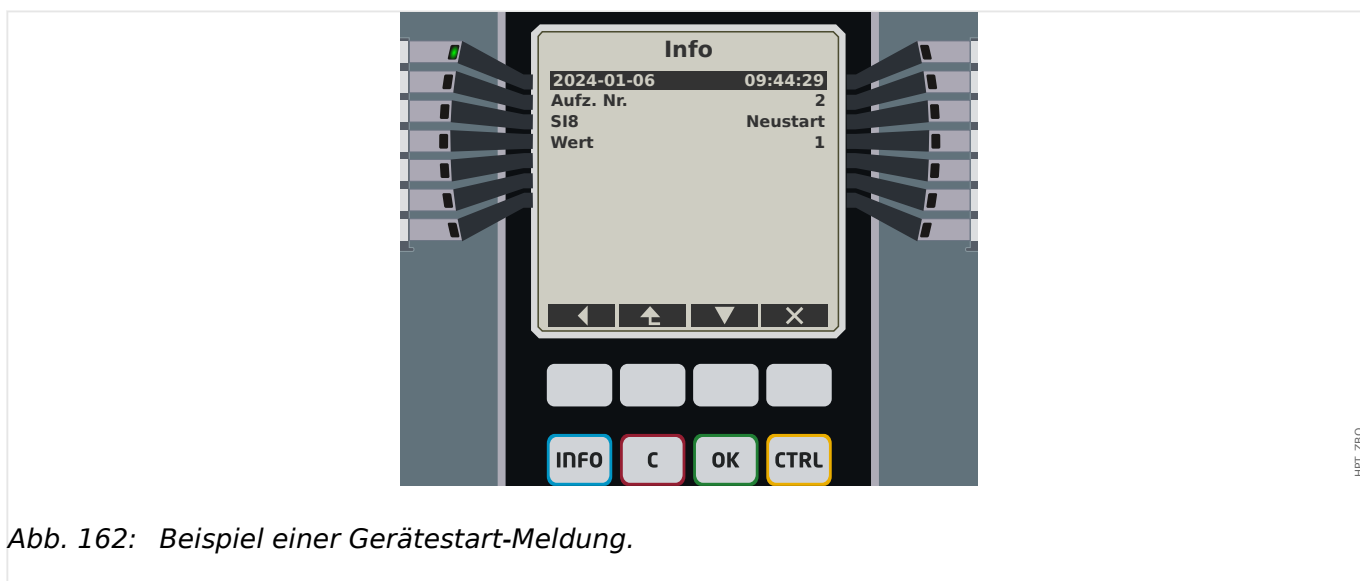 Info
2024-01-06 09:44:29
Aufz. Nr. 2
SI8 Neustart
Wert 1
INFO C OK CTRL
HPT_ZBO
Abb. 162: Beispiel einer Gerätestart-Meldung.